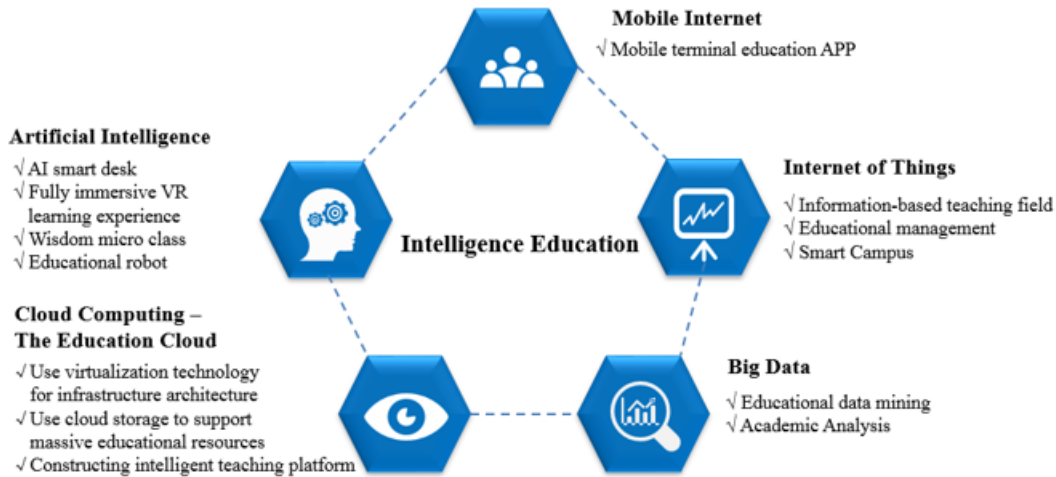 Mobile Internet
√ Mobile terminal education APP
Artificial Intelligence
√ AI smart desk
√ Fully immersive VR
learning experience
√ Wisdom micro class
√ Educational robot
Internet of Things
√ Information-based teaching field
√ Educational management
√ Smart Campus
Intelligence Education
Cloud Computing –
The Education Cloud
√ Use virtualization technology
for infrastructure architecture
√ Use cloud storage to support
massive educational resources
√ Constructing intelligent teaching platform
Big Data
√ Educational data mining
√ Academic Analysis